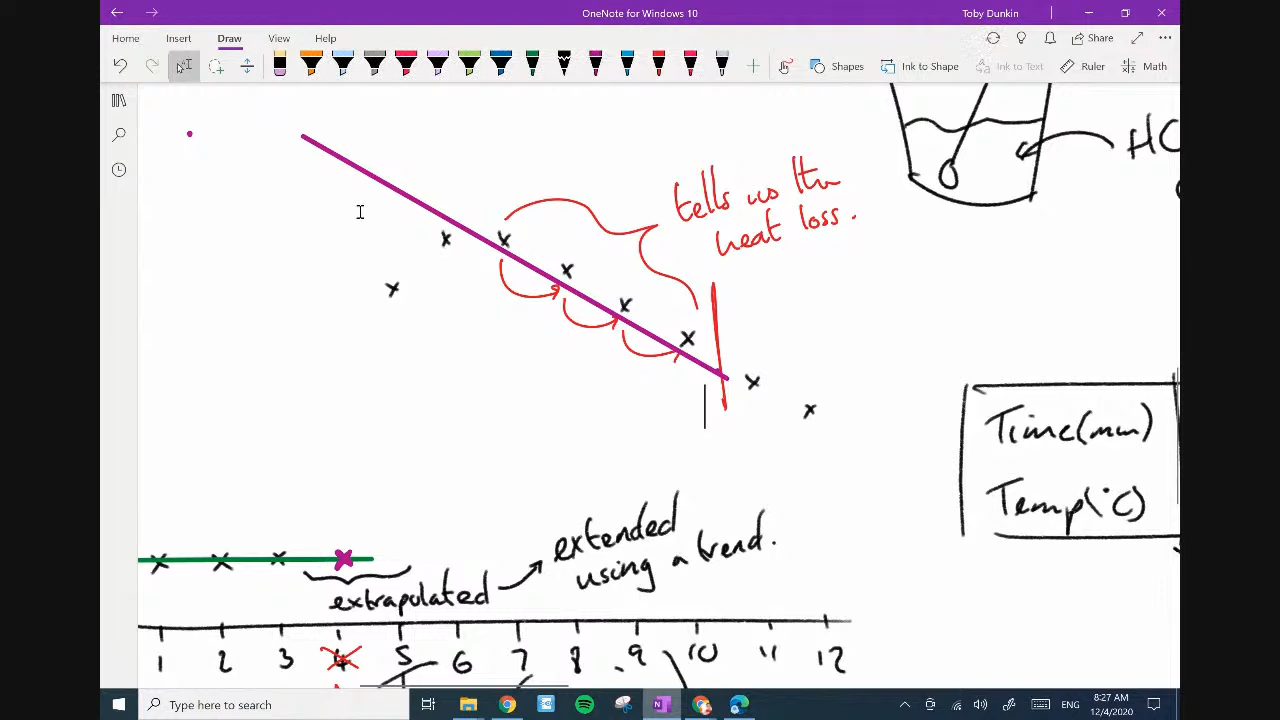 OneNote for Windows 10
Toby Dunkin
Home Insert Draw View Help
Share
Shapes
Ink to Shape
Ink to Text
Ruler
Math
HC
tells us the
heat loss.
Time(min)
Temp(°C)
extended
using a trend.
extrapolated
1 2 3 4 5 6 7 8 9 10 11 12
Type here to search
8:27 AM
12/4/2020